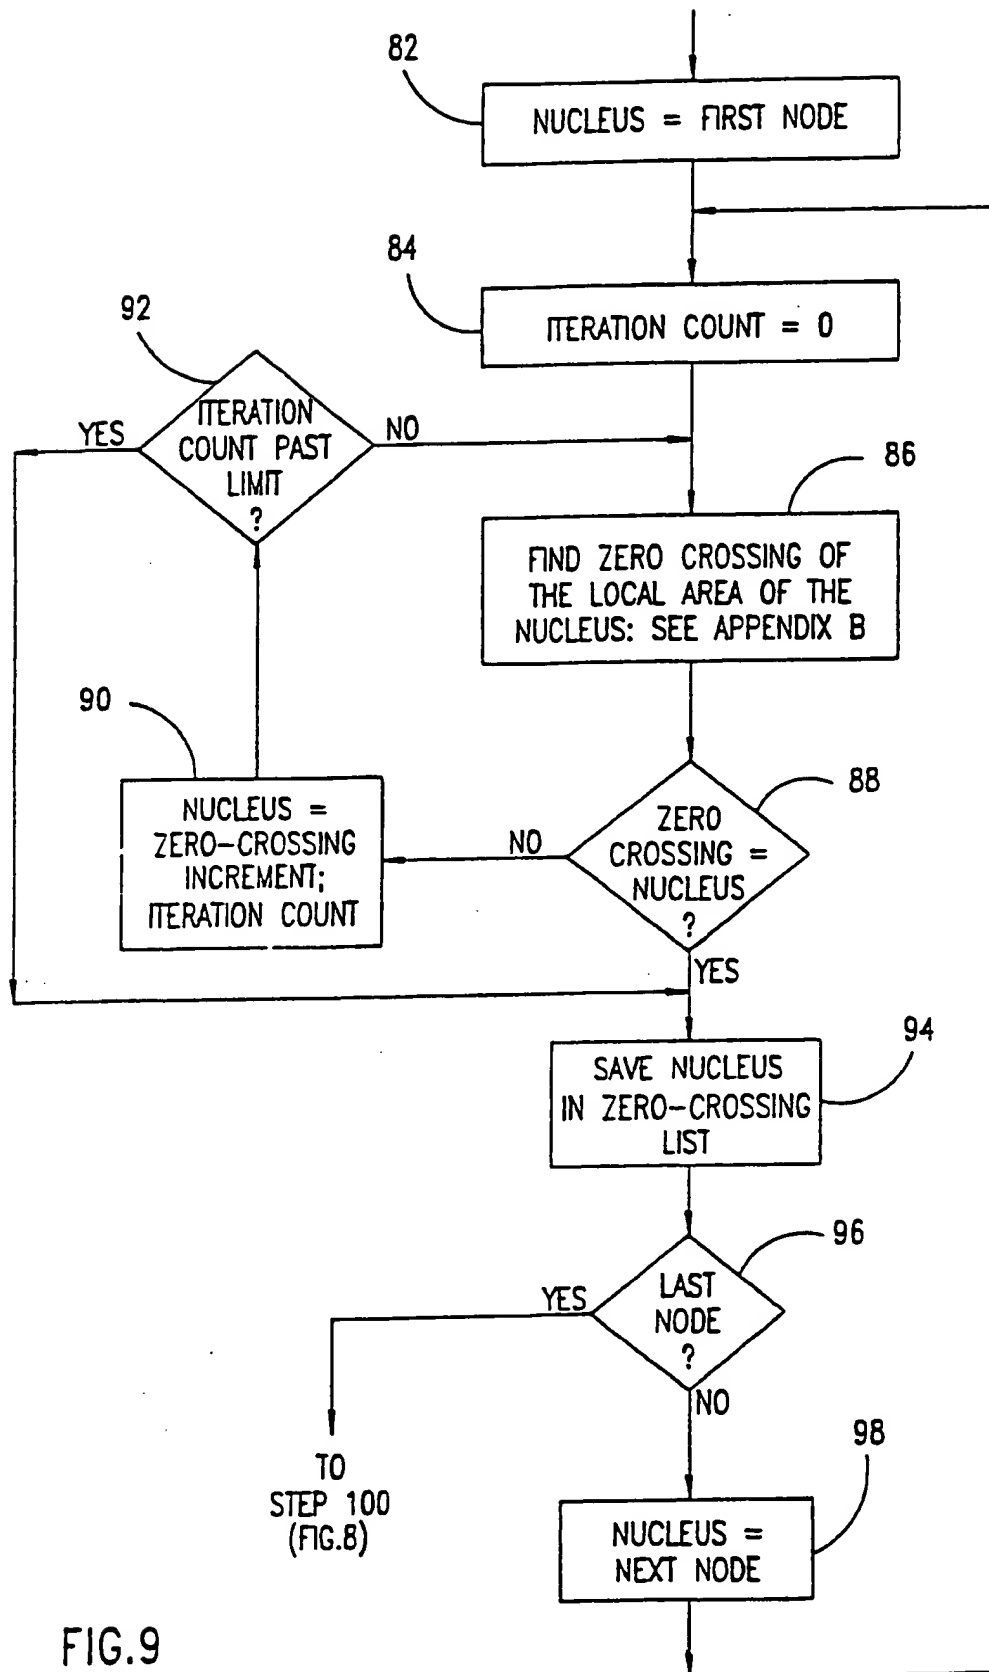 82
NUCLEUS = FIRST NODE
84
ITERATION COUNT = 0
92
ITERATION
COUNT PAST
LIMIT
?
YES
NO
86
FIND ZERO CROSSING OF
THE LOCAL AREA OF THE
NUCLEUS: SEE APPENDIX B
90
NUCLEUS =
ZERO-CROSSING
INCREMENT;
ITERATION COUNT
88
ZERO
CROSSING =
NUCLEUS
?
NO
YES
94
SAVE NUCLEUS
IN ZERO-CROSSING
LIST
96
LAST
NODE
?
YES
NO
TO
STEP 100
(FIG.8)
98
NUCLEUS =
NEXT NODE
FIG.9